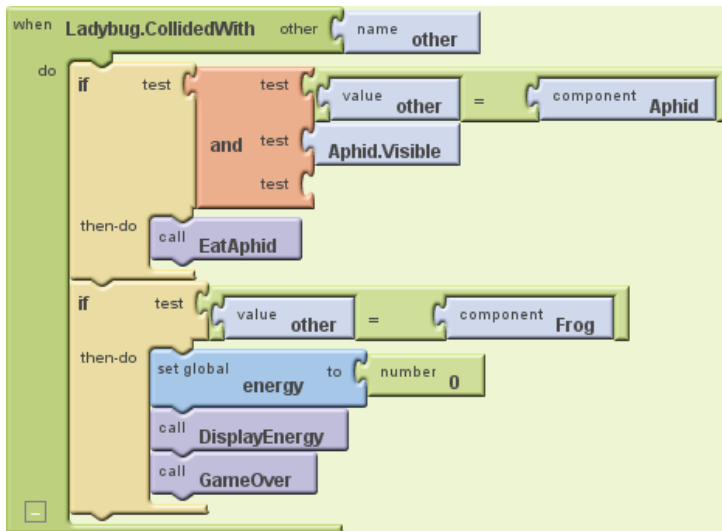 when Ladybug.CollidedWith other name other
do
if test and test value other = component Aphid
test Aphid.Visible
test
then-do call EatAphid
if test value other = component Frog
then-do set global energy to number 0
call DisplayEnergy
call GameOver